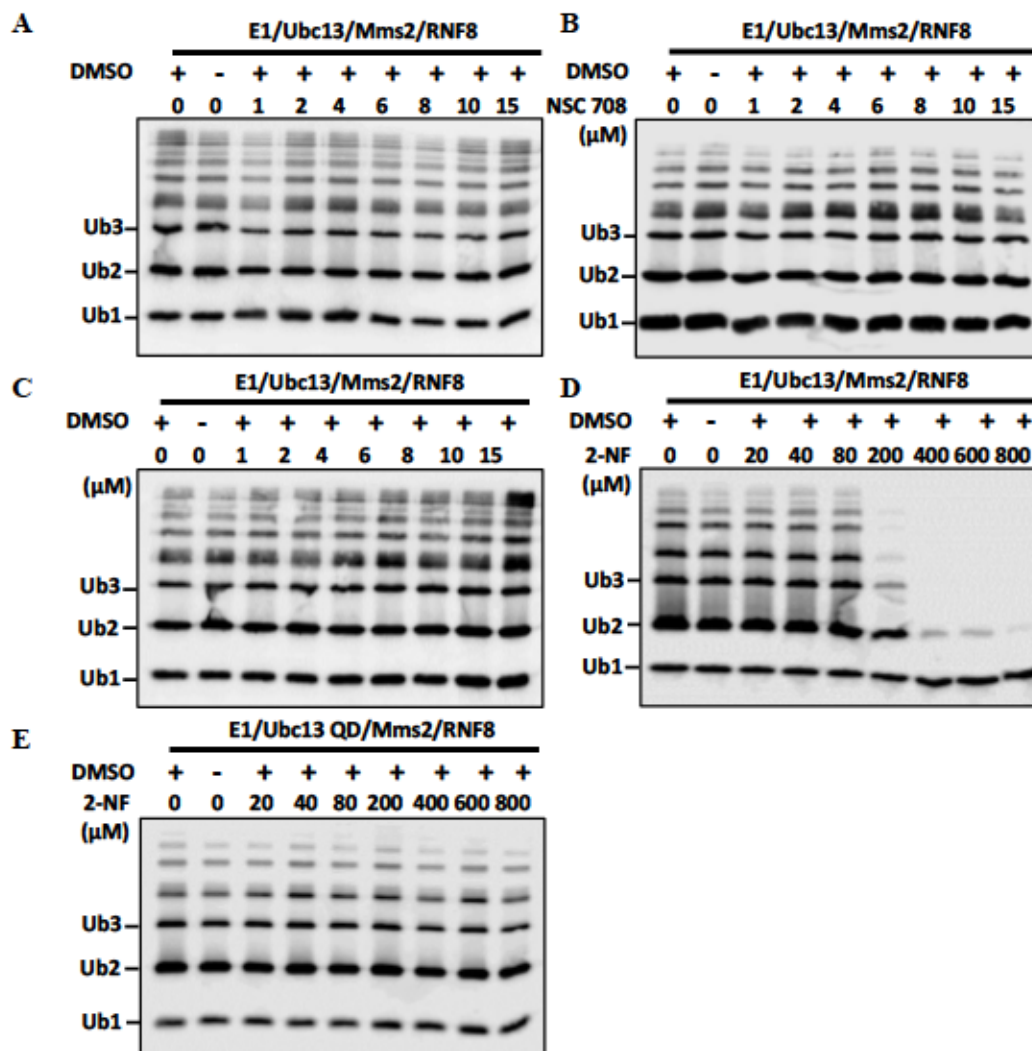 A
E1/Ubc13/Mms2/RNF8
DMSO + - + + + + + + +
0 0 1 2 4 6 8 10 15
Ub3
Ub2
Ub1
B
E1/Ubc13/Mms2/RNF8
DMSO + - + + + + + + +
NSC 708 0 0 1 2 4 6 8 10 15
(μM)
Ub3
Ub2
Ub1
C
E1/Ubc13/Mms2/RNF8
DMSO + - + + + + + + +
0 0 1 2 4 6 8 10 15
(μM)
Ub3
Ub2
Ub1
D
E1/Ubc13/Mms2/RNF8
DMSO + - + + + + + + +
2-NF 0 0 20 40 80 200 400 600 800
(μM)
Ub3
Ub2
Ub1
E
E1/Ubc13 QD/Mms2/RNF8
DMSO + - + + + + + + +
2-NF 0 0 20 40 80 200 400 600 800
(μM)
Ub3
Ub2
Ub1